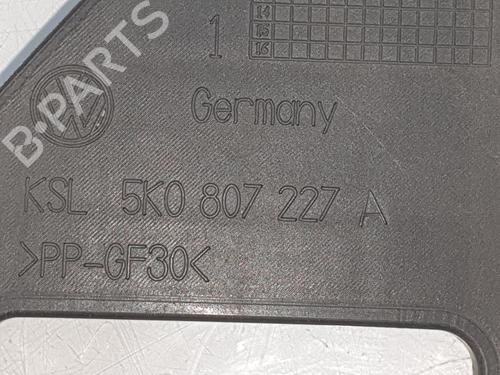 14
15
16
1
Germany
KSL 5K0 807 227 A
>PP-GF30<
B-PARTS